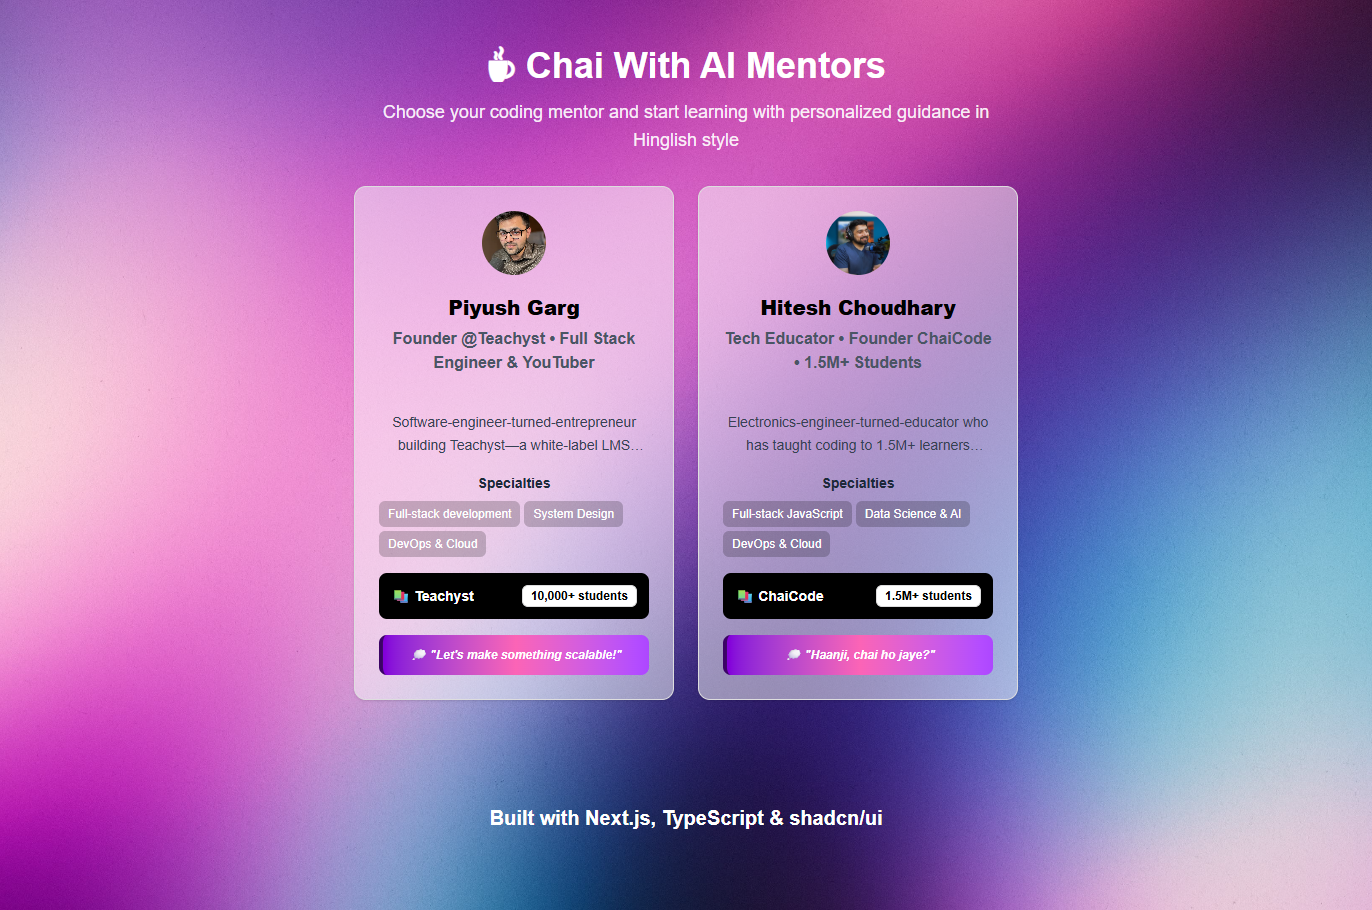 Chai With AI Mentors
Choose your coding mentor and start learning with personalized guidance in
Hinglish style
Piyush Garg
Founder @Teachyst • Full Stack
Engineer & YouTuber
Software-engineer-turned-entrepreneur
building Teachyst—a white-label LMS…
Specialties
Full-stack development
System Design
DevOps & Cloud
Teachyst
10,000+ students
"Let's make something scalable!"
Hitesh Choudhary
Tech Educator • Founder ChaiCode
• 1.5M+ Students
Electronics-engineer-turned-educator who
has taught coding to 1.5M+ learners…
Specialties
Full-stack JavaScript
Data Science & AI
DevOps & Cloud
ChaiCode
1.5M+ students
"Haanji, chai ho jaye?"
Built with Next.js, TypeScript & shadcn/ui